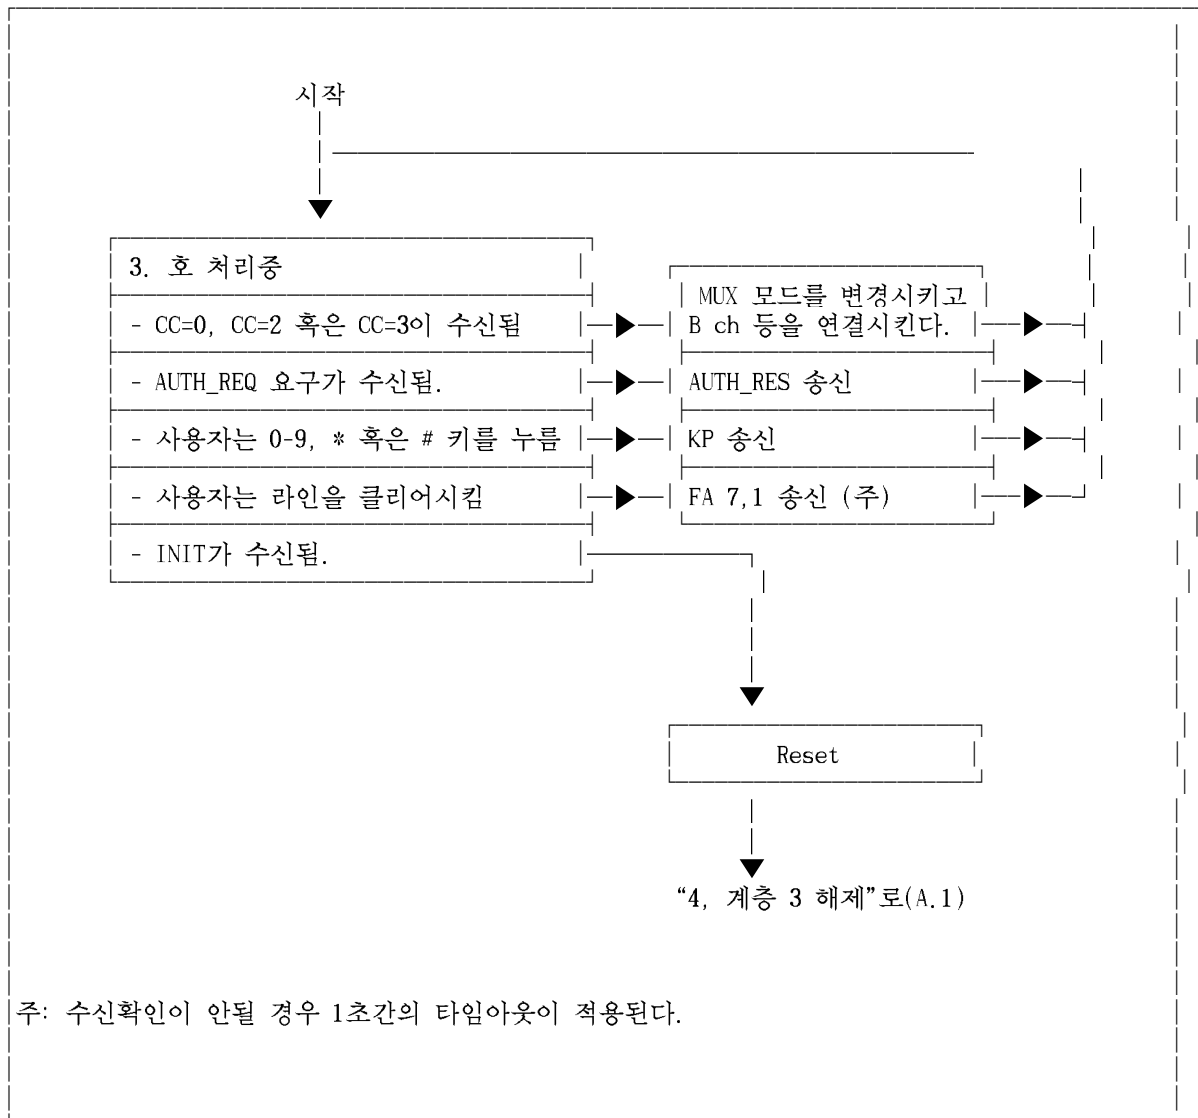 시작
3. 호 처리중
MUX 모드를 변경시키고
- CC=0, CC=2 혹은 CC=3이 수신됨
B ch 등을 연결시킨다.
- AUTH_REQ 요구가 수신됨.
AUTH_RES 송신
- 사용자는 0-9, * 혹은 # 키를 누름
KP 송신
- 사용자는 라인을 클리어시킴
FA 7,1 송신 (주)
- INIT가 수신됨.
Reset
“4, 계층 3 해제”로(A.1)
주: 수신확인이 안될 경우 1초간의 타임아웃이 적용된다.